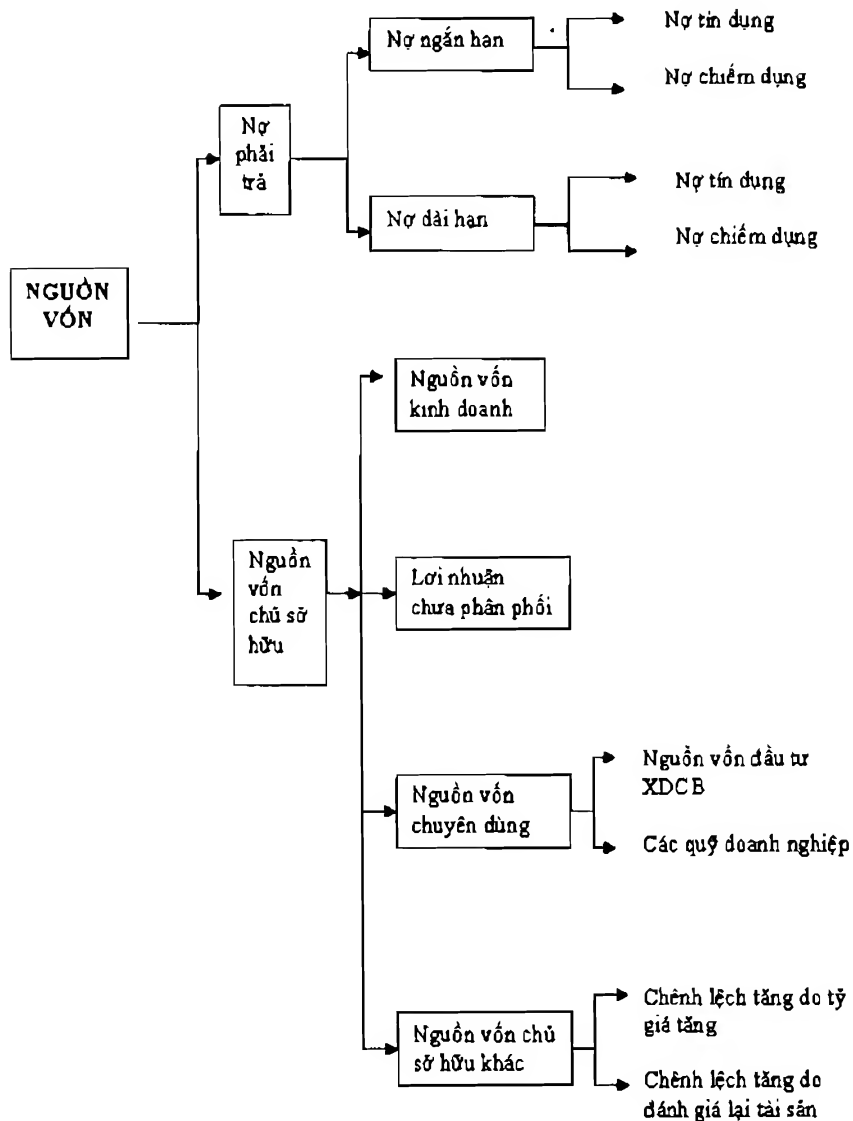 Nợ ngắn hạn
Nợ tín dụng
Nợ chiếm dụng
Nợ
phải
trả
Nợ dài hạn
Nợ tín dụng
Nợ chiếm dụng
NGUỒN
VỐN
Nguồn vốn
kinh doanh
Nguồn
vốn
chủ sở
hữu
Lợi nhuận
chưa phân phối
Nguồn vốn
chuyên dùng
Nguồn vốn đầu tư
XDCB
Các quỹ doanh nghiệp
Nguồn vốn chủ
sở hữu khác
Chênh lệch tăng do tỷ
giá tăng
Chênh lệch tăng do
đánh giá lại tài sản